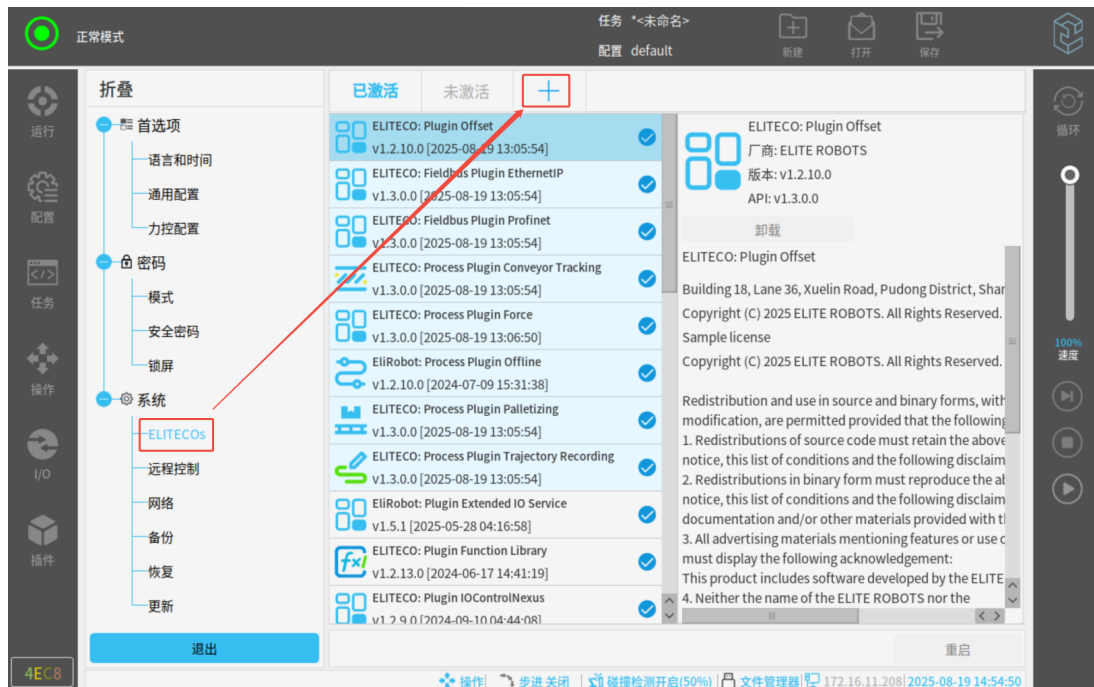 正常模式
任务 *<未命名>
配置 default
新建
打开
保存
运行
配置
任务
操作
I/O
插件
4EC8
折叠
首选项
语言和时间
通用配置
力控配置
密码
模式
安全密码
锁屏
系统
ELITECOs
远程控制
网络
备份
恢复
更新
退出
已激活
未激活
ELITECO: Plugin Offset
v1.2.10.0 [2025-08-19 13:05:54]
ELITECO: Fieldbus Plugin EthernetIP
v1.3.0.0 [2025-08-19 13:05:54]
ELITECO: Fieldbus Plugin Profinet
v1.3.0.0 [2025-08-19 13:05:54]
ELITECO: Process Plugin Conveyor Tracking
v1.3.0.0 [2025-08-19 13:05:54]
ELITECO: Process Plugin Force
v1.3.0.0 [2025-08-19 13:06:50]
EliRobot: Process Plugin Offline
v1.2.10.0 [2024-07-09 15:31:38]
ELITECO: Process Plugin Palletizing
v1.3.0.0 [2025-08-19 13:05:54]
ELITECO: Process Plugin Trajectory Recording
v1.3.0.0 [2025-08-19 13:05:54]
EliRobot: Plugin Extended IO Service
v1.5.1 [2025-05-28 04:16:58]
ELITECO: Plugin Function Library
v1.2.13.0 [2024-06-17 14:41:19]
ELITECO: Plugin IOControlNexus
v1.2.9.0 [2024-09-10 04:44:08]
fx
ELITECO: Plugin Offset
厂商: ELITE ROBOTS
版本: v1.2.10.0
API: v1.3.0.0
卸载
ELITECO: Plugin Offset
Building 18, Lane 36, Xuelin Road, Pudong District, Shar
Copyright (C) 2025 ELITE ROBOTS. All Rights Reserved.
Sample license
Copyright (C) 2025 ELITE ROBOTS. All Rights Reserved.
Redistribution and use in source and binary forms, with
modification, are permitted provided that the following
1. Redistributions of source code must retain the above
notice, this list of conditions and the following disclaim
2. Redistributions in binary form must reproduce the ab
notice, this list of conditions and the following disclaim
documentation and/or other materials provided with t
3. All advertising materials mentioning features or use o
must display the following acknowledgement:
This product includes software developed by the ELITE
4. Neither the name of the ELITE ROBOTS nor the
重启
循环
100%
速度
操作 步进 关闭 碰撞检测开启(50%) 文件管理器 172.16.11.208 2025-08-19 14:54:50